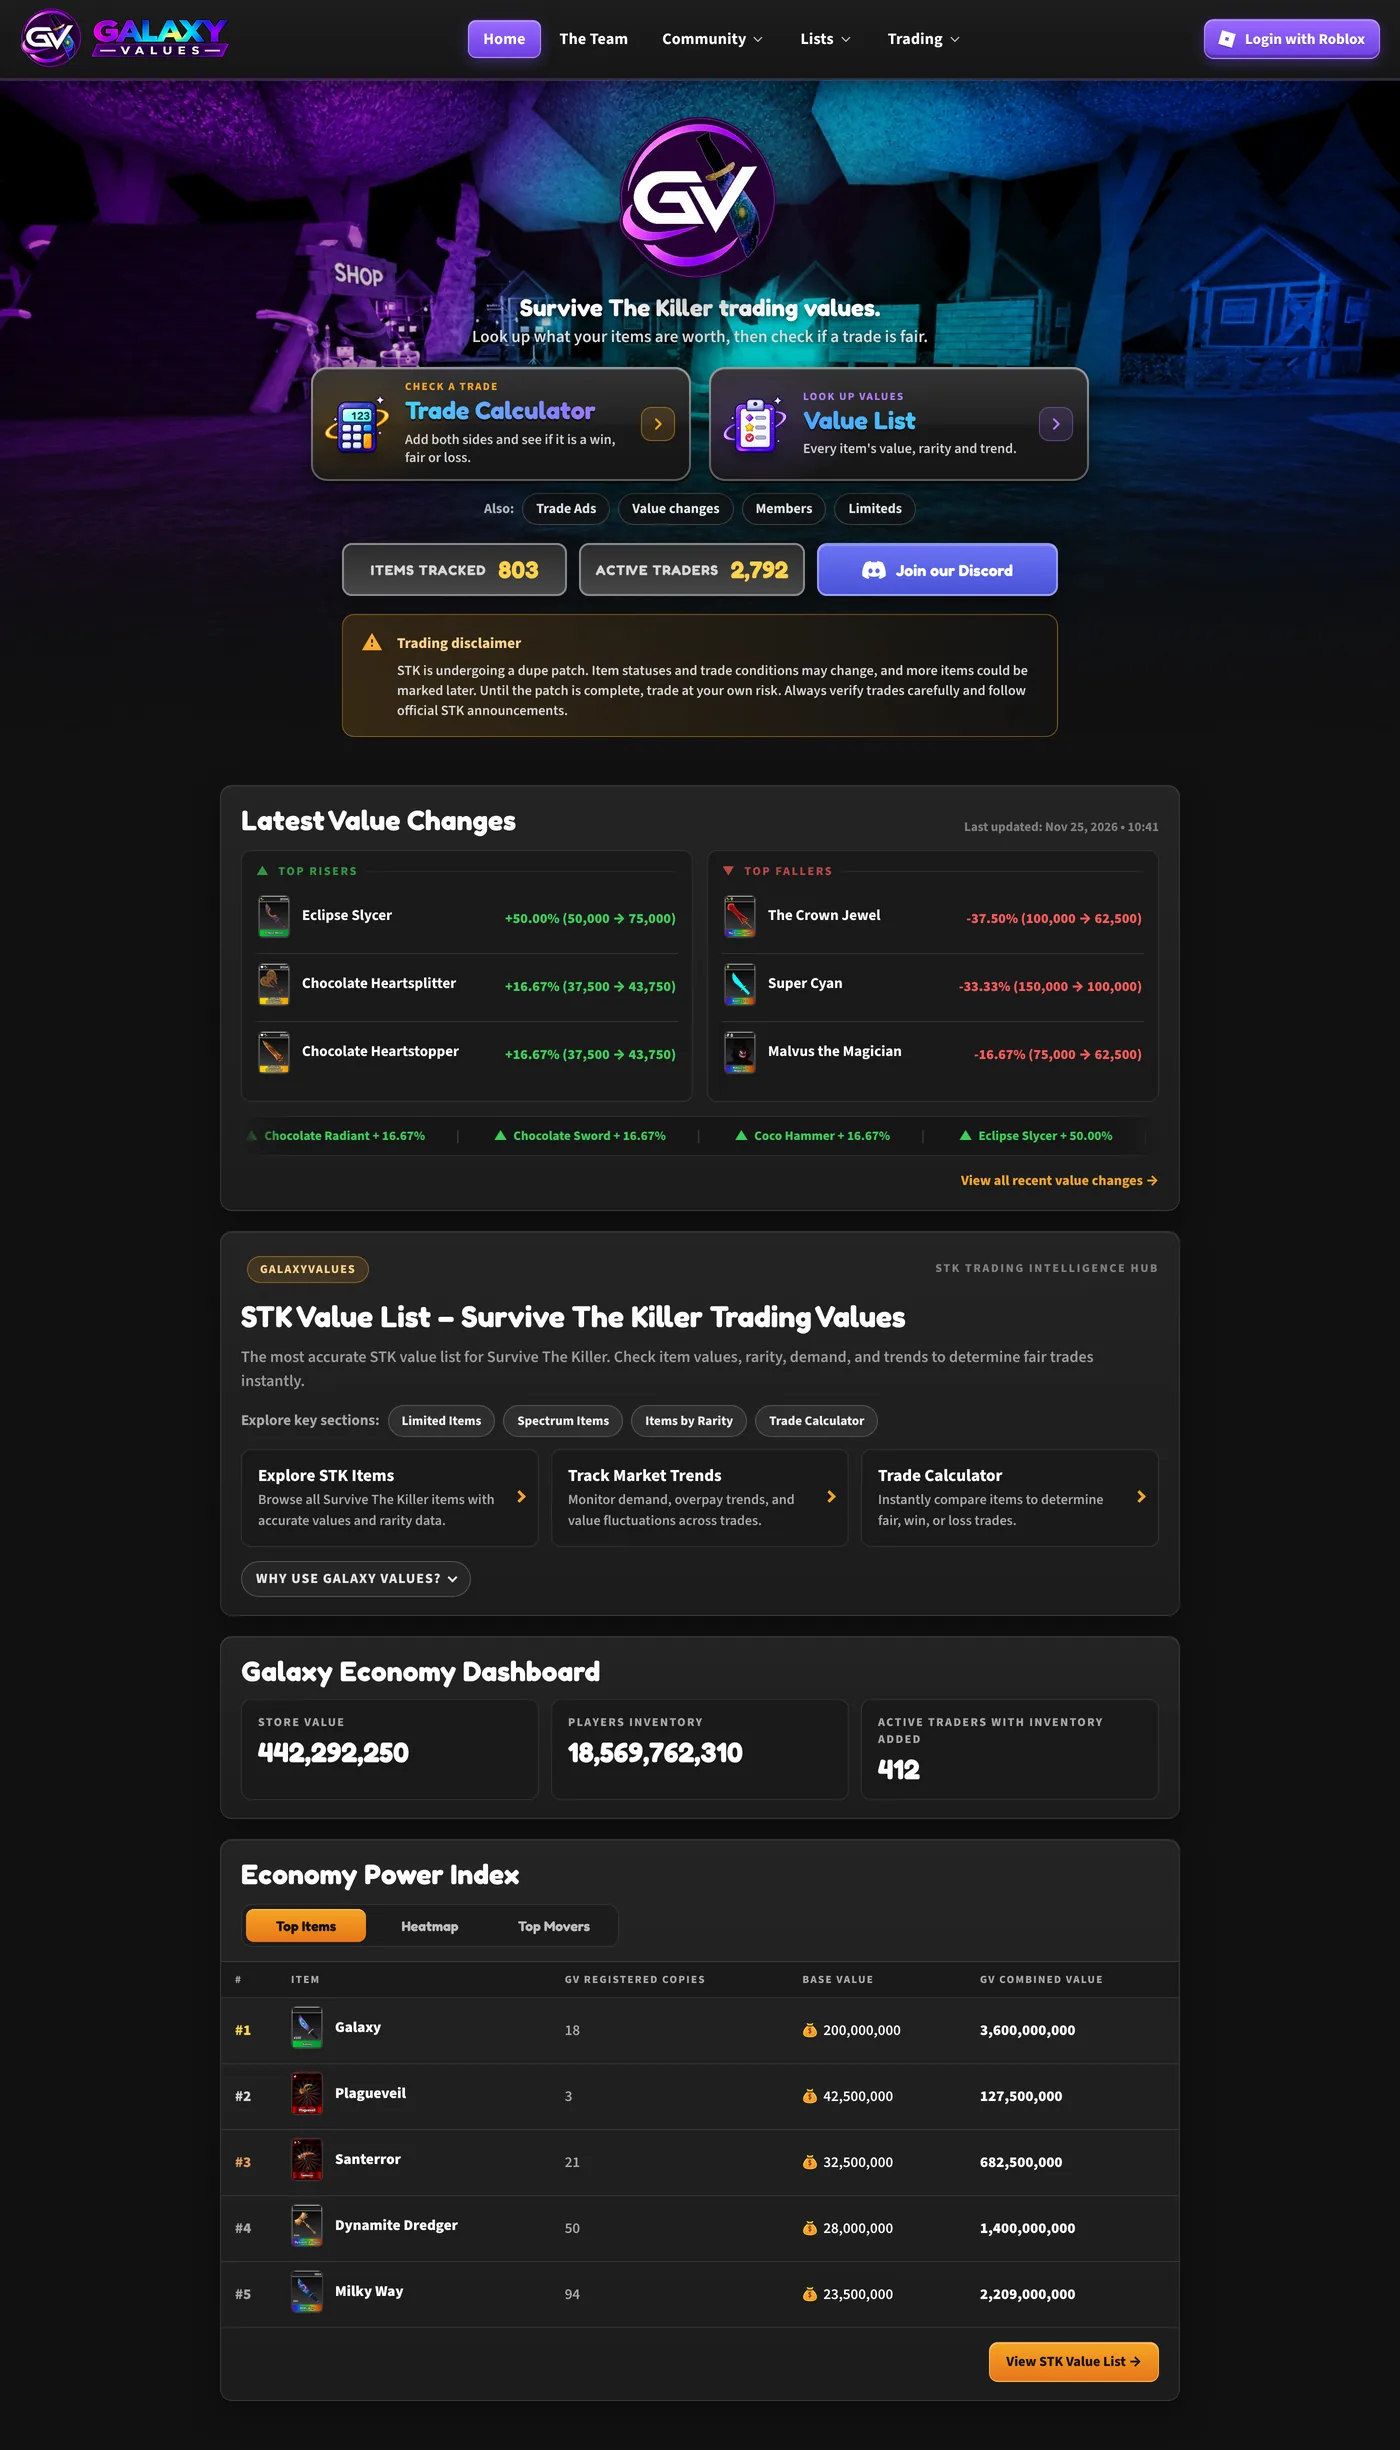 GV GALAXY
VALUES
Home
The Team
Community
Lists
Trading
Login with Roblox
SHOP
GV
Survive The Killer trading values.
Look up what your items are worth, then check if a trade is fair.
CHECK A TRADE
Trade Calculator
Add both sides and see if it is a win,
fair or loss.
LOOK UP VALUES
Value List
Every item's value, rarity and trend.
Also:
Trade Ads
Value changes
Members
Limiteds
ITEMS TRACKED 803
ACTIVE TRADERS 2,792
Join our Discord
Trading disclaimer
STK is undergoing a dupe patch. Item statuses and trade conditions may change, and more items could be
marked later. Until the patch is complete, trade at your own risk. Always verify trades carefully and follow
official STK announcements.
Latest Value Changes
Last updated: Nov 25, 2026 • 10:41
TOP RISERS
Eclipse Slycer +50.00% (50,000 → 75,000)
Chocolate Heartsplitter +16.67% (37,500 → 43,750)
Chocolate Heartstopper +16.67% (37,500 → 43,750)
TOP FALLERS
The Crown Jewel -37.50% (100,000 → 62,500)
Super Cyan -33.33% (150,000 → 100,000)
Malvus the Magician -16.67% (75,000 → 62,500)
Chocolate Radiant + 16.67% | Chocolate Sword + 16.67% | Coco Hammer + 16.67% | Eclipse Slycer + 50.00%
View all recent value changes →
GALAXYVALUES
STK TRADING INTELLIGENCE HUB
STK Value List – Survive The Killer Trading Values
The most accurate STK value list for Survive The Killer. Check item values, rarity, demand, and trends to determine fair trades
instantly.
Explore key sections:
Limited Items
Spectrum Items
Items by Rarity
Trade Calculator
Explore STK Items
Browse all Survive The Killer items with
accurate values and rarity data.
Track Market Trends
Monitor demand, overpay trends, and
value fluctuations across trades.
Trade Calculator
Instantly compare items to determine
fair, win, or loss trades.
WHY USE GALAXY VALUES?
Galaxy Economy Dashboard
STORE VALUE
442,292,250
PLAYERS INVENTORY
18,569,762,310
ACTIVE TRADERS WITH INVENTORY
ADDED
412
Economy Power Index
Top Items
Heatmap
Top Movers
# ITEM GV REGISTERED COPIES BASE VALUE GV COMBINED VALUE
#1 Galaxy 18 200,000,000 3,600,000,000
#2 Plagueveil 3 42,500,000 127,500,000
#3 Santerror 21 32,500,000 682,500,000
#4 Dynamite Dredger 50 28,000,000 1,400,000,000
#5 Milky Way 94 23,500,000 2,209,000,000
View STK Value List →